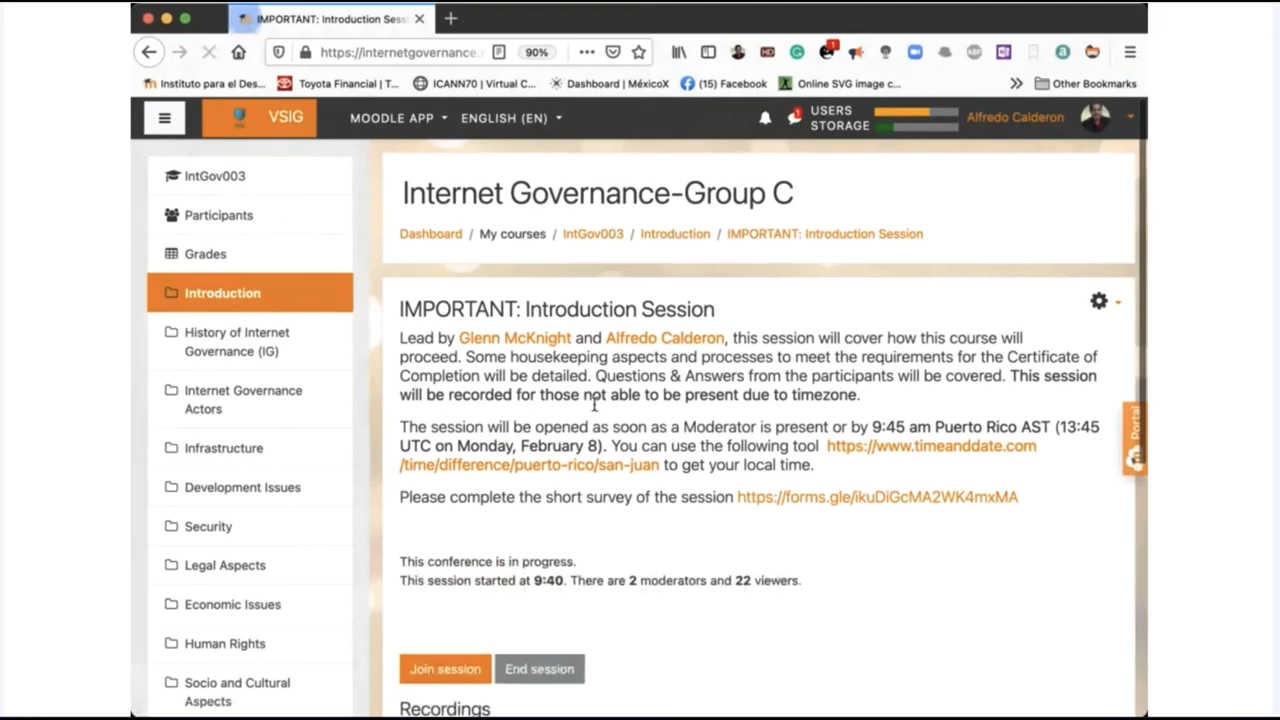 IMPORTANT: Introduction Sess
https://internetgovernance.
90%
Instituto para el Des...
Toyota Financial | T...
ICANN70 | Virtual C...
Dashboard | MéxicoX
(15) Facebook
Online SVG image c...
Other Bookmarks
VSIG
MOODLE APP
ENGLISH (EN)
USERS
STORAGE
Alfredo Calderon
IntGov003
Participants
Grades
Introduction
History of Internet
Governance (IG)
Internet Governance
Actors
Infrastructure
Development Issues
Security
Legal Aspects
Economic Issues
Human Rights
Socio and Cultural
Aspects
Internet Governance-Group C
Dashboard / My courses / IntGov003 / Introduction / IMPORTANT: Introduction Session
IMPORTANT: Introduction Session
Lead by Glenn McKnight and Alfredo Calderon, this session will cover how this course will
proceed. Some housekeeping aspects and processes to meet the requirements for the Certificate of
Completion will be detailed. Questions & Answers from the participants will be covered. This session
will be recorded for those not able to be present due to timezone.
The session will be opened as soon as a Moderator is present or by 9:45 am Puerto Rico AST (13:45
UTC on Monday, February 8). You can use the following tool https://www.timeanddate.com
/time/difference/puerto-rico/san-juan to get your local time.
Please complete the short survey of the session https://forms.gle/ikuDiGcMA2WK4mxMA
This conference is in progress.
This session started at 9:40. There are 2 moderators and 22 viewers.
Join session
End session
Recordings
Portal